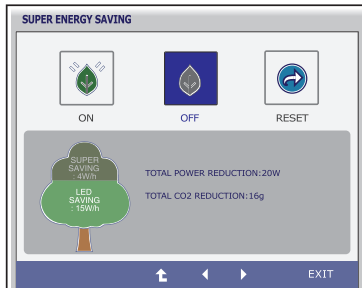 SUPER ENERGY SAVING
ON
OFF
RESET
SUPER
SAVING
: 4W/h
LED
SAVING
: 15W/h
TOTAL POWER REDUCTION:20W
TOTAL CO2 REDUCTION:16g
EXIT